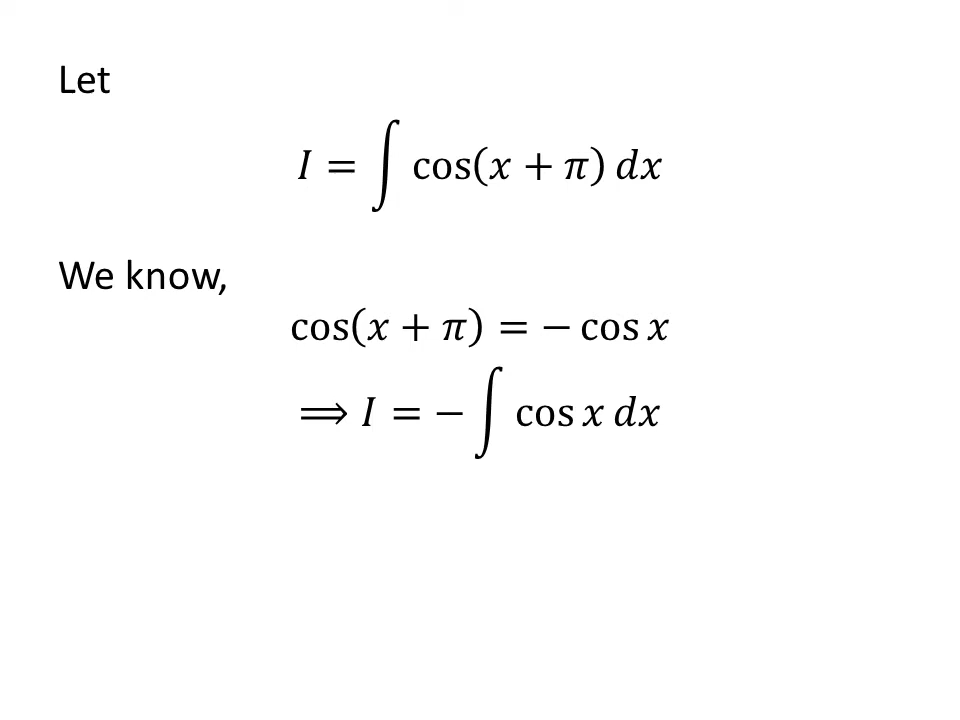 Let
I = ∫ cos(x + π) dx
We know,
cos(x + π) = − cos x
⟹ I = − ∫ cos x dx